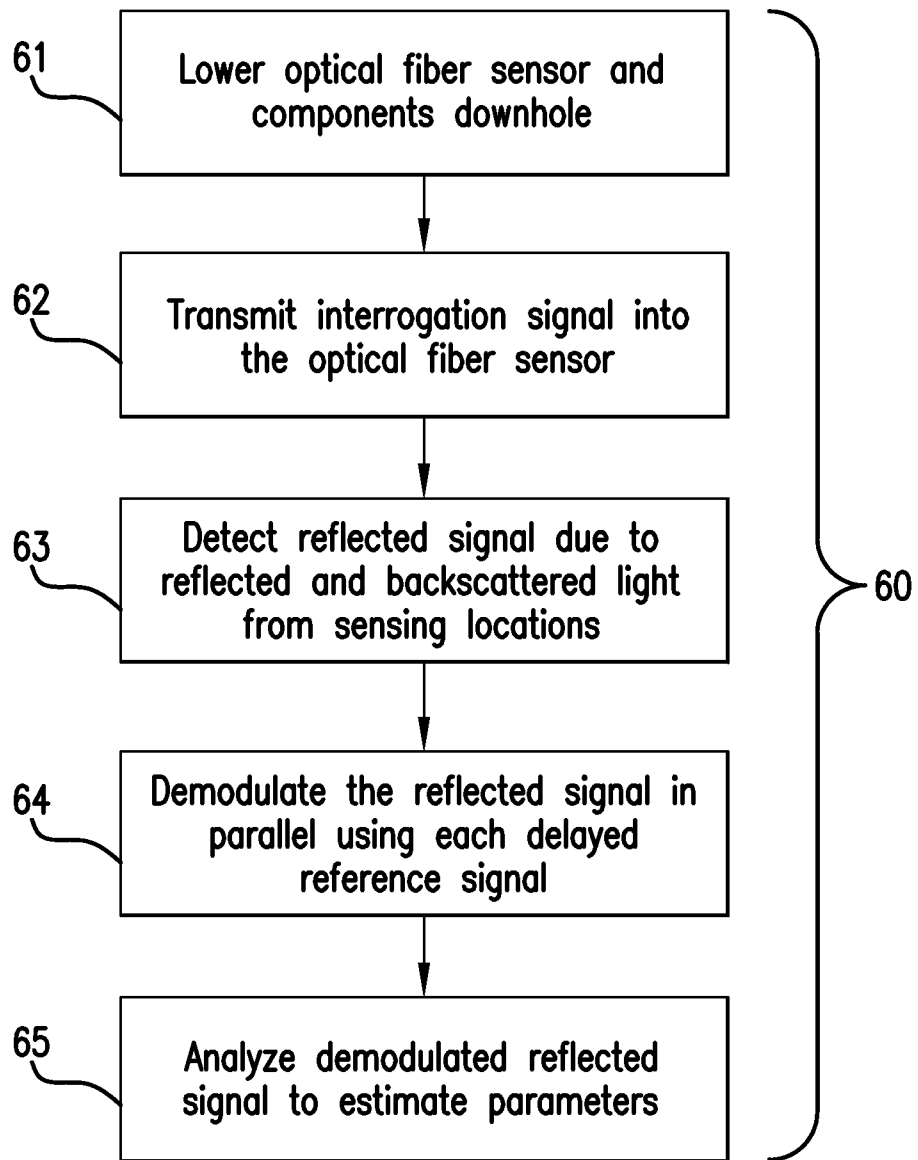 61
Lower optical fiber sensor and
components downhole
62
Transmit interrogation signal into
the optical fiber sensor
63
Detect reflected signal due to
reflected and backscattered light
from sensing locations
60
64
Demodulate the reflected signal in
parallel using each delayed
reference signal
65
Analyze demodulated reflected
signal to estimate parameters